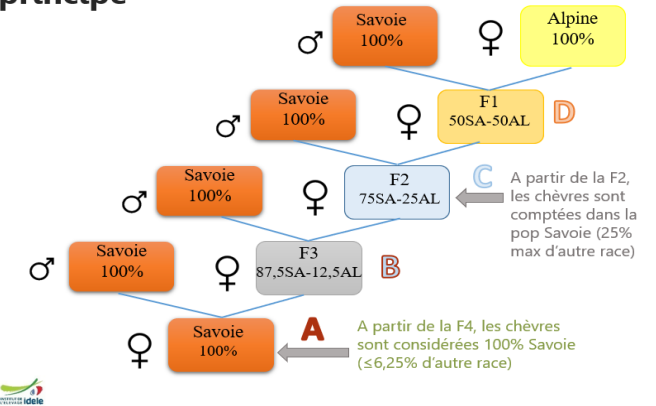 principe
Savoie
100%
Alpine
100%
♂
♀
Savoie
100%
F1
50SA-50AL
D
♂
♀
Savoie
100%
F2
75SA-25AL
C
A partir de la F2,
les chèvres sont
comptées dans la
pop Savoie (25%
max d’autre race)
♂
♀
Savoie
100%
F3
87,5SA-12,5AL
B
♂
♀
Savoie
100%
A
A partir de la F4, les chèvres
sont considérées 100% Savoie
(≤6,25% d’autre race)
♀
idele